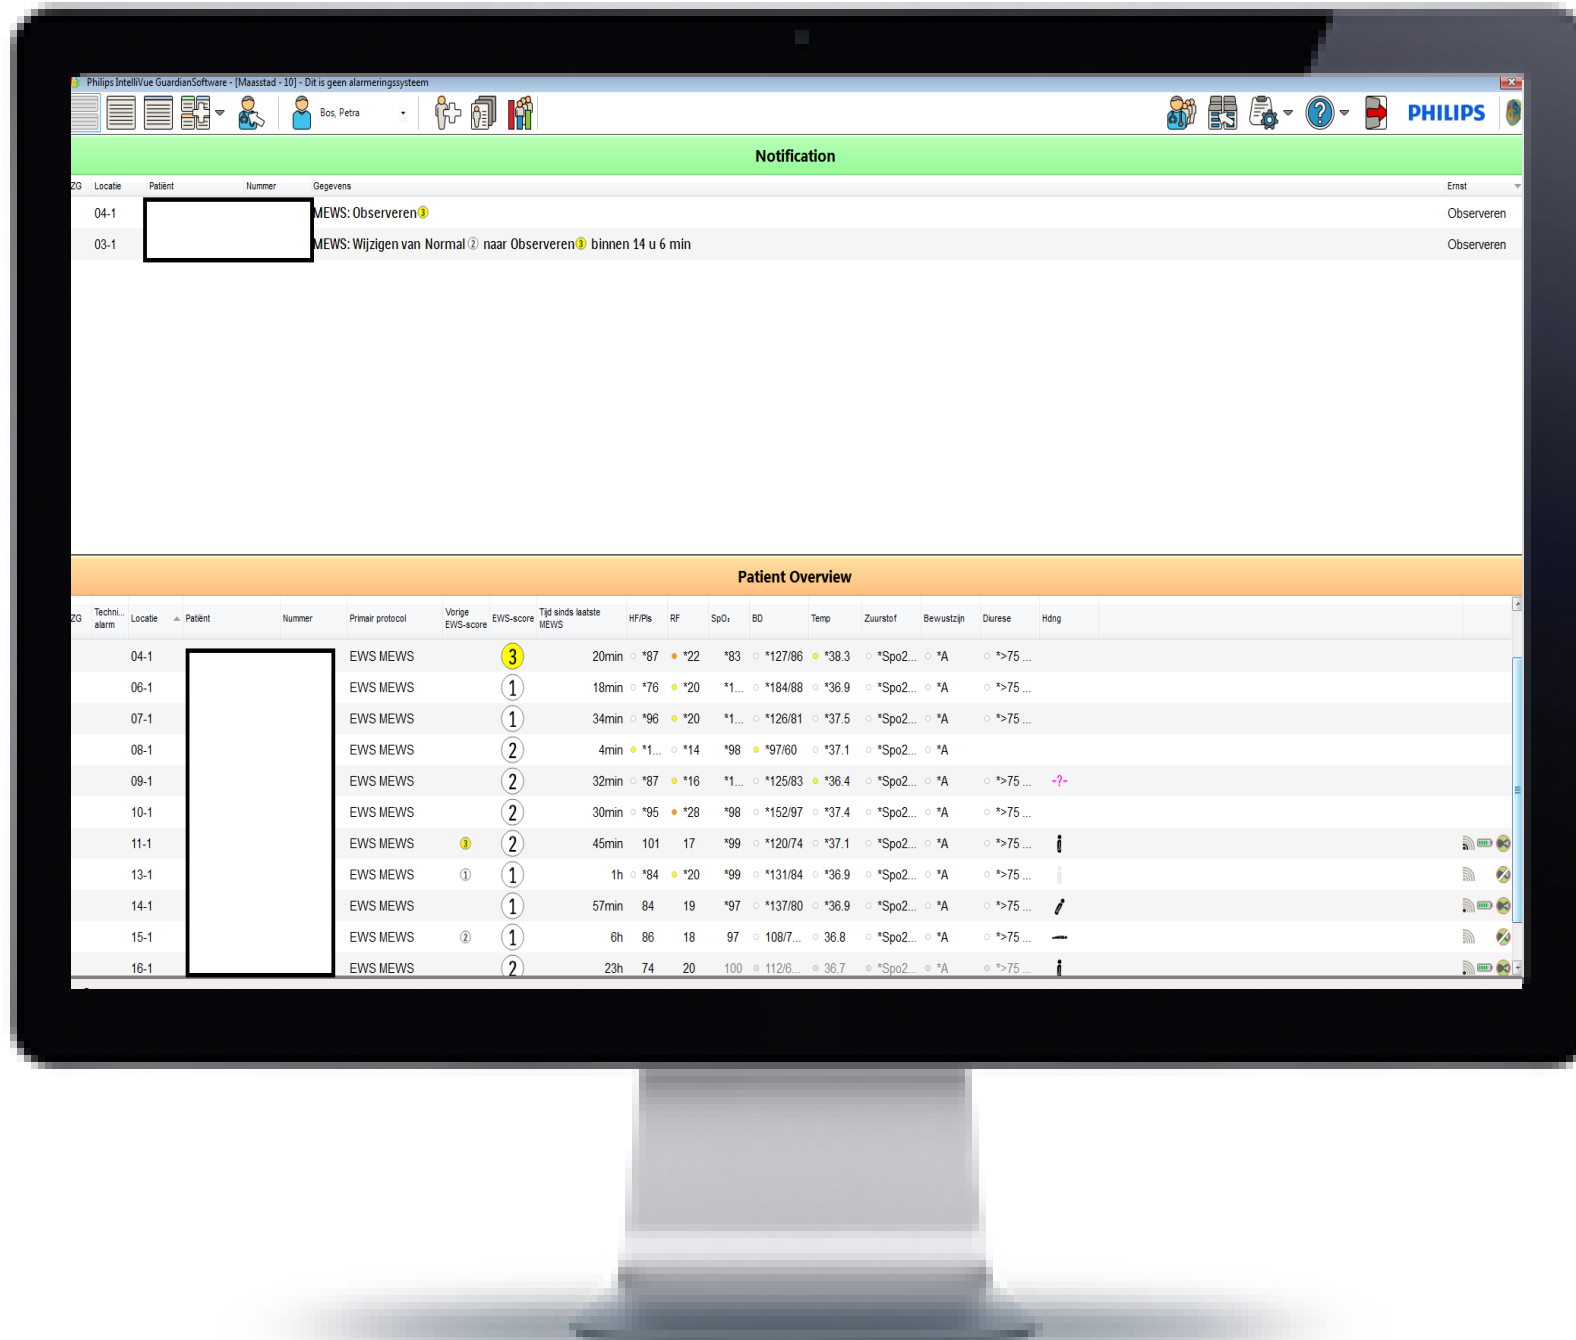 Philips IntelliVue GuardianSoftware - [Maasstad - 10] - Dit is geen alarmeringssysteem
Bos, Petra
PHILIPS
Notification
ZG Locatie Patiënt Nummer Gegevens Ernst
04-1 MEWS: Observeren 3 Observeren
03-1 MEWS: Wijzigen van Normal 2 naar Observeren 3 binnen 14 u 6 min Observeren
Patient Overview
ZG Techni... alarm Locatie Patiënt Nummer Primair protocol Vorige EWS-score EWS-score Tijd sinds laatste MEWS HF/Pls RF SpO₂ BD Temp Zuurstof Bewustzijn Diurese Hdng
04-1 EWS MEWS 3 20min *87 *22 *83 *127/86 *38.3 *Spo2... *A *>75 ...
06-1 EWS MEWS 1 18min *76 *20 *1... *184/88 *36.9 *Spo2... *A *>75 ...
07-1 EWS MEWS 1 34min *96 *20 *1... *126/81 *37.5 *Spo2... *A *>75 ...
08-1 EWS MEWS 2 4min *1... *14 *98 *97/60 *37.1 *Spo2... *A
09-1 EWS MEWS 2 32min *87 *16 *1... *125/83 *36.4 *Spo2... *A *>75 ... -?-
10-1 EWS MEWS 2 30min *95 *28 *98 *152/97 *37.4 *Spo2... *A *>75 ...
11-1 EWS MEWS 3 2 45min 101 17 *99 *120/74 *37.1 *Spo2... *A *>75 ...
13-1 EWS MEWS 1 1 1h *84 *20 *99 *131/84 *36.9 *Spo2... *A *>75 ...
14-1 EWS MEWS 1 57min 84 19 *97 *137/80 *36.9 *Spo2... *A *>75 ...
15-1 EWS MEWS 2 1 6h 86 18 97 108/7... 36.8 *Spo2... *A *>75 ...
16-1 EWS MEWS 2 23h 74 20 100 112/6... 36.7 *Spo2... *A *>75 ...